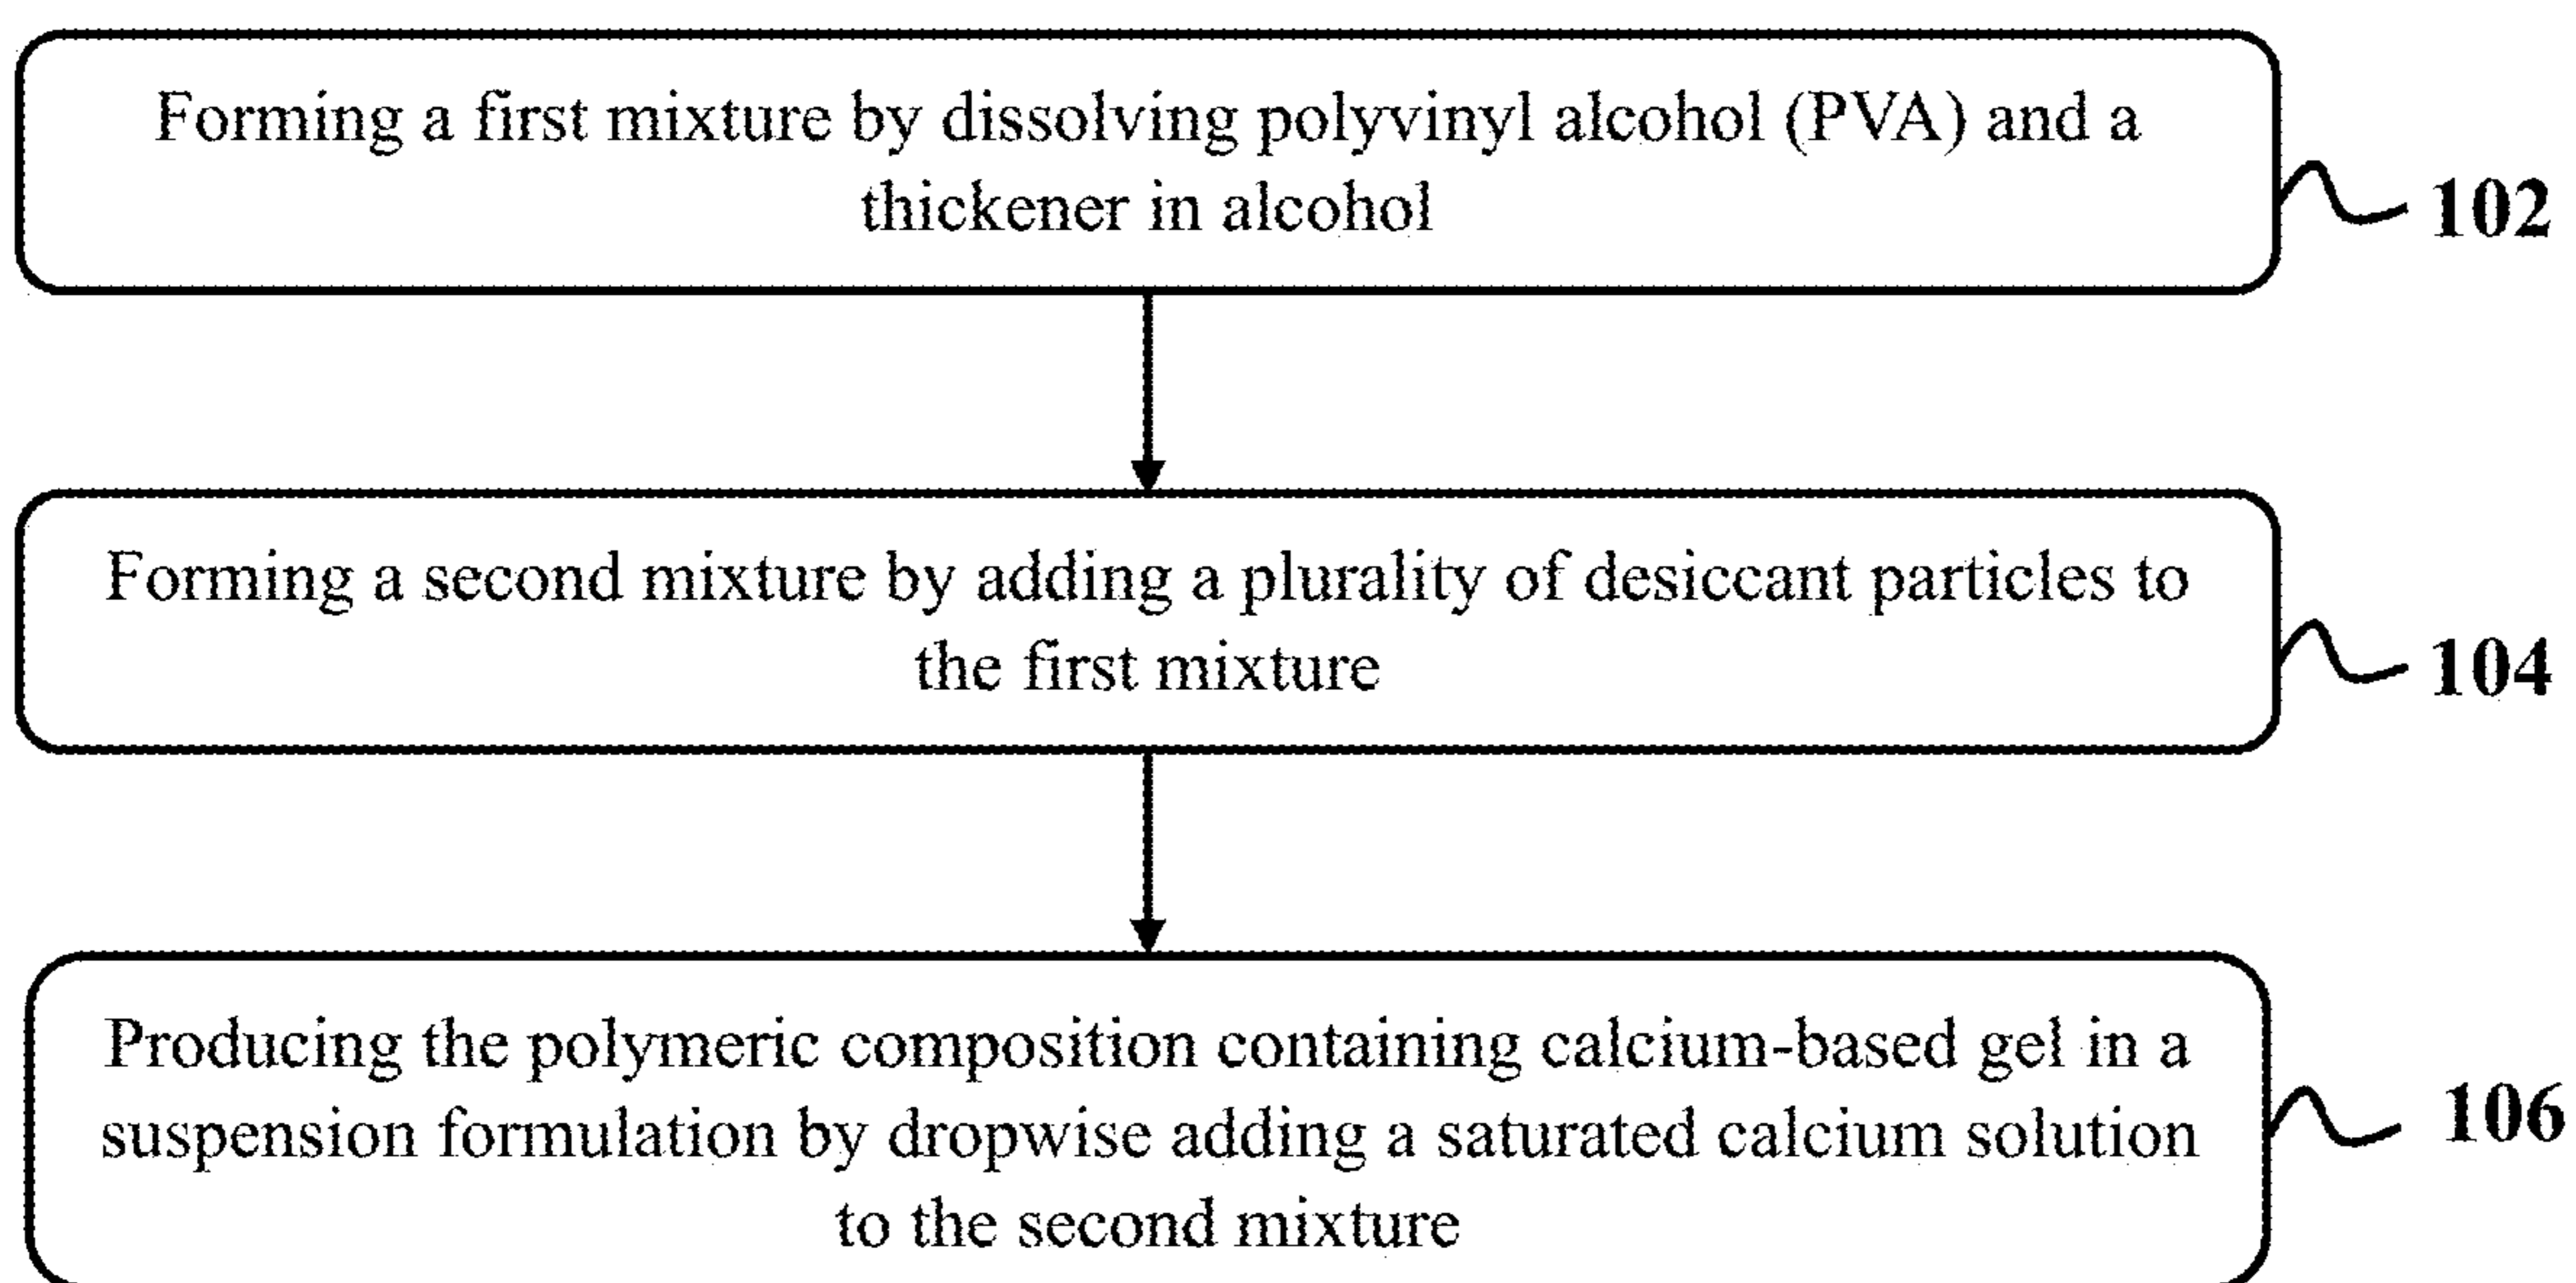 Forming a first mixture by dissolving polyvinyl alcohol (PVA) and a
thickener in alcohol
102
Forming a second mixture by adding a plurality of desiccant particles to
the first mixture
104
Producing the polymeric composition containing calcium-based gel in a
suspension formulation by dropwise adding a saturated calcium solution
to the second mixture
106